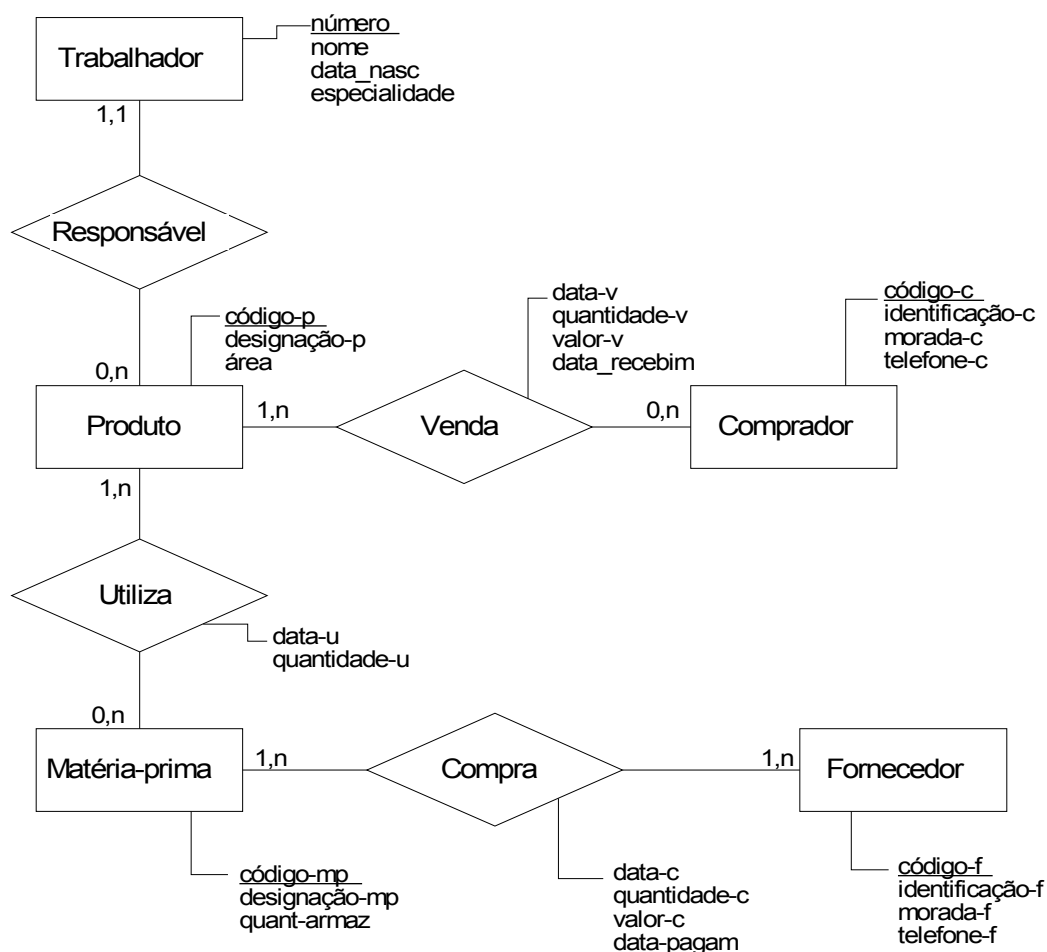 Trabalhador
número
nome
data_nasc
especialidade
1,1
Responsável
0,n
código-p
designação-p
área
Produto
1,n
data-v
quantidade-v
valor-v
data_recebim
Venda
0,n
código-c
identificação-c
morada-c
telefone-c
Comprador
1,n
Utiliza
data-u
quantidade-u
0,n
Matéria-prima
1,n
Compra
1,n
Fornecedor
código-mp
designação-mp
quant-armaz
data-c
quantidade-c
valor-c
data-pagam
código-f
identificação-f
morada-f
telefone-f